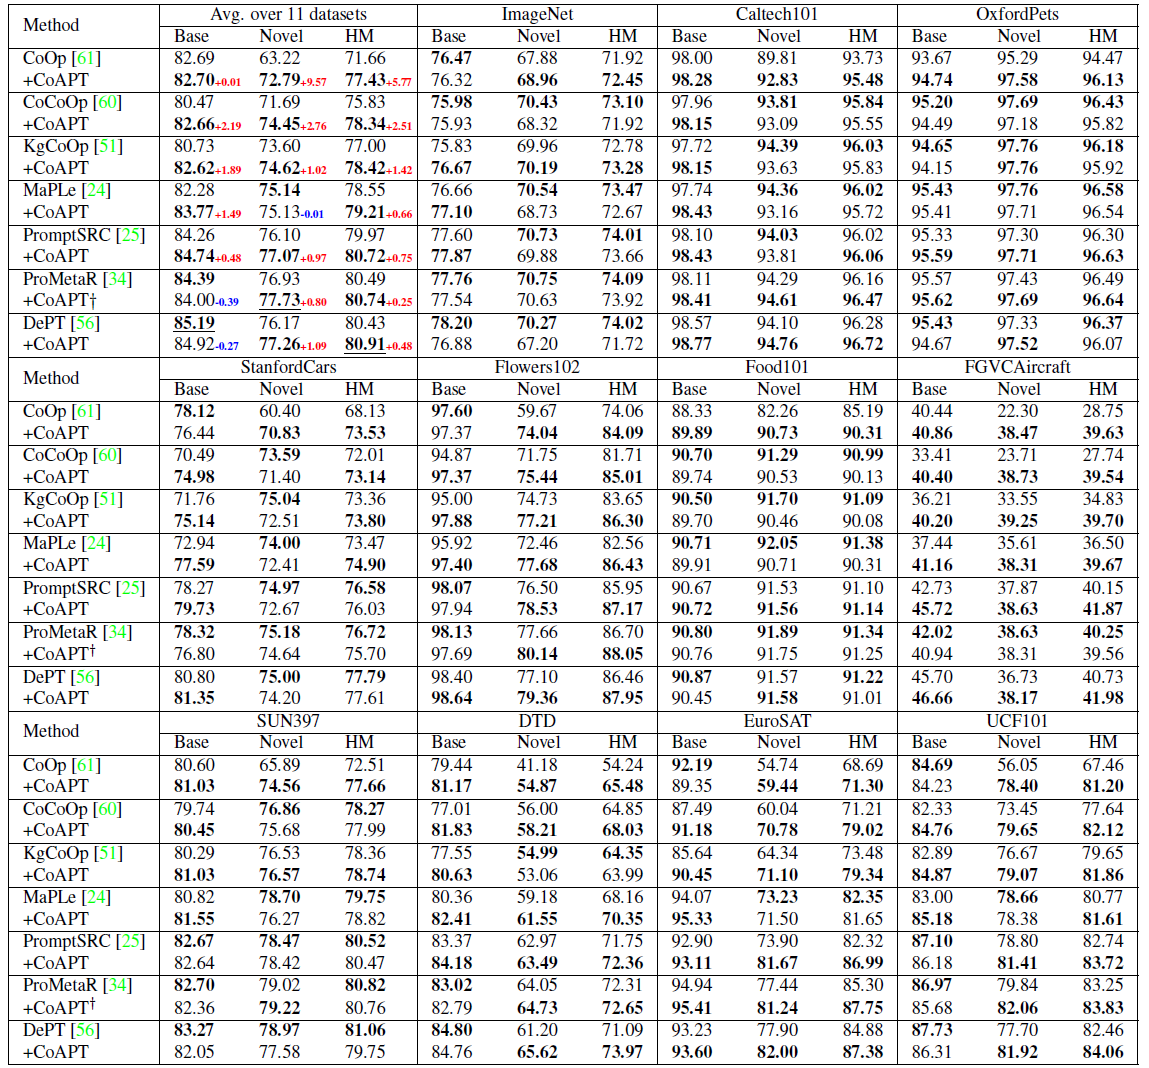 Method Avg. over 11 datasets ImageNet Caltech101 OxfordPets
Base Novel HM Base Novel HM Base Novel HM Base Novel HM
CoOp [61] 82.69 63.22 71.66 76.47 67.88 71.92 98.00 89.81 93.73 93.67 95.29 94.47
+CoAPT 82.70+0.01 72.79+9.57 77.43+5.77 76.32 68.96 72.45 98.28 92.83 95.48 94.74 97.58 96.13
CoCoOp [60] 80.47 71.69 75.83 75.98 70.43 73.10 97.96 93.81 95.84 95.20 97.69 96.43
+CoAPT 82.66+2.19 74.45+2.76 78.34+2.51 75.93 68.32 71.92 98.15 93.09 95.55 94.49 97.18 95.82
KgCoOp [51] 80.73 73.60 77.00 75.83 69.96 72.78 97.72 94.39 96.03 94.65 97.76 96.18
+CoAPT 82.62+1.89 74.62+1.02 78.42+1.42 76.67 70.19 73.28 98.15 93.63 95.83 94.15 97.76 95.92
MaPLe [24] 82.28 75.14 78.55 76.66 70.54 73.47 97.74 94.36 96.02 95.43 97.76 96.58
+CoAPT 83.77+1.49 75.13-0.01 79.21+0.66 77.10 68.73 72.67 98.43 93.16 95.72 95.41 97.71 96.54
PromptSRC [25] 84.26 76.10 79.97 77.60 70.73 74.01 98.10 94.03 96.02 95.33 97.30 96.30
+CoAPT 84.74+0.48 77.07+0.97 80.72+0.75 77.87 69.88 73.66 98.43 93.81 96.06 95.59 97.71 96.63
ProMetaR [34] 84.39 76.93 80.49 77.76 70.75 74.09 98.11 94.29 96.16 95.57 97.43 96.49
+CoAPT† 84.00-0.39 77.73+0.80 80.74+0.25 77.54 70.63 73.92 98.41 94.61 96.47 95.62 97.69 96.64
DePT [56] 85.19 76.17 80.43 78.20 70.27 74.02 98.57 94.10 96.28 95.43 97.33 96.37
+CoAPT 84.92-0.27 77.26+1.09 80.91+0.48 76.88 67.20 71.72 98.77 94.76 96.72 94.67 97.52 96.07
Method StanfordCars Flowers102 Food101 FGVCAircraft
Base Novel HM Base Novel HM Base Novel HM Base Novel HM
CoOp [61] 78.12 60.40 68.13 97.60 59.67 74.06 88.33 82.26 85.19 40.44 22.30 28.75
+CoAPT 76.44 70.83 73.53 97.37 74.04 84.09 89.89 90.73 90.31 40.86 38.47 39.63
CoCoOp [60] 70.49 73.59 72.01 94.87 71.75 81.71 90.70 91.29 90.99 33.41 23.71 27.74
+CoAPT 74.98 71.40 73.14 97.37 75.44 85.01 89.74 90.53 90.13 40.40 38.73 39.54
KgCoOp [51] 71.76 75.04 73.36 95.00 74.73 83.65 90.50 91.70 91.09 36.21 33.55 34.83
+CoAPT 75.14 72.51 73.80 97.88 77.21 86.30 89.70 90.46 90.08 40.20 39.25 39.70
MaPLe [24] 72.94 74.00 73.47 95.92 72.46 82.56 90.71 92.05 91.38 37.44 35.61 36.50
+CoAPT 77.59 72.41 74.90 97.40 77.68 86.43 89.91 90.71 90.31 41.16 38.31 39.67
PromptSRC [25] 78.27 74.97 76.58 98.07 76.50 85.95 90.67 91.53 91.10 42.73 37.87 40.15
+CoAPT 79.73 72.67 76.03 97.94 78.53 87.17 90.72 91.56 91.14 45.72 38.63 41.87
ProMetaR [34] 78.32 75.18 76.72 98.13 77.66 86.70 90.80 91.89 91.34 42.02 38.63 40.25
+CoAPT† 76.80 74.64 75.70 97.69 80.14 88.05 90.76 91.75 91.25 40.94 38.31 39.56
DePT [56] 80.80 75.00 77.79 98.40 77.10 86.46 90.87 91.57 91.22 45.70 36.73 40.73
+CoAPT 81.35 74.20 77.61 98.64 79.36 87.95 90.45 91.58 91.01 46.66 38.17 41.98
Method SUN397 DTD EuroSAT UCF101
Base Novel HM Base Novel HM Base Novel HM Base Novel HM
CoOp [61] 80.60 65.89 72.51 79.44 41.18 54.24 92.19 54.74 68.69 84.69 56.05 67.46
+CoAPT 81.03 74.56 77.66 81.17 54.87 65.48 89.35 59.44 71.30 84.23 78.40 81.20
CoCoOp [60] 79.74 76.86 78.27 77.01 56.00 64.85 87.49 60.04 71.21 82.33 73.45 77.64
+CoAPT 80.45 75.68 77.99 81.83 58.21 68.03 91.18 70.78 79.02 84.76 79.65 82.12
KgCoOp [51] 80.29 76.53 78.36 77.55 54.99 64.35 85.64 64.34 73.48 82.89 76.67 79.65
+CoAPT 81.03 76.57 78.74 80.63 53.06 63.99 90.45 71.10 79.34 84.87 79.07 81.86
MaPLe [24] 80.82 78.70 79.75 80.36 59.18 68.16 94.07 73.23 82.35 83.00 78.66 80.77
+CoAPT 81.55 76.27 78.82 82.41 61.55 70.35 95.33 71.50 81.65 85.18 78.38 81.61
PromptSRC [25] 82.67 78.47 80.52 83.37 62.97 71.75 92.90 73.90 82.32 87.10 78.80 82.74
+CoAPT 82.64 78.42 80.47 84.18 63.49 72.36 93.11 81.67 86.99 86.18 81.41 83.72
ProMetaR [34] 82.70 79.02 80.82 83.02 64.05 72.31 94.94 77.44 85.30 86.97 79.84 83.25
+CoAPT† 82.36 79.22 80.76 82.79 64.73 72.65 95.41 81.24 87.75 85.68 82.06 83.83
DePT [56] 83.27 78.97 81.06 84.80 61.20 71.09 93.23 77.90 84.88 87.73 77.70 82.46
+CoAPT 82.05 77.58 79.75 84.76 65.62 73.97 93.60 82.00 87.38 86.31 81.92 84.06